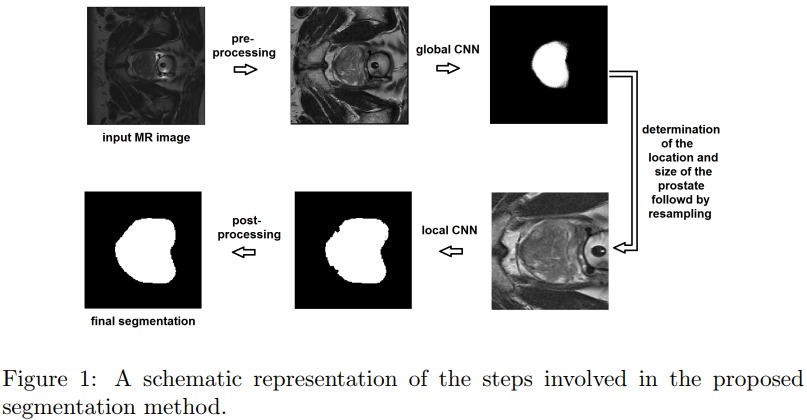 pre-
processing
global CNN
input MR image
determination
of the
location and
size of the
prostate
followd by
resampling
local CNN
post-
processing
final segmentation
Figure 1: A schematic representation of the steps involved in the proposed
segmentation method.